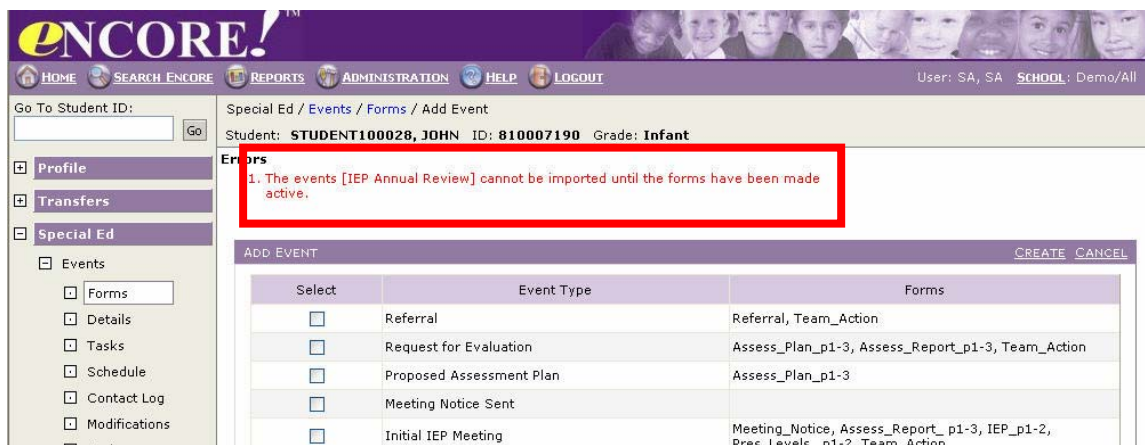 eNCORE! TM
HOME SEARCH ENCORE REPORTS ADMINISTRATION HELP LOGOUT User: SA, SA SCHOOL: Demo/All
Go To Student ID:
Go
Special Ed / Events / Forms / Add Event
Student: STUDENT100028, JOHN ID: 810007190 Grade: Infant
Errors
1. The events [IEP Annual Review] cannot be imported until the forms have been made
active.
Profile
Transfers
Special Ed
Events
Forms
Details
Tasks
Schedule
Contact Log
Modifications
ADD EVENT CREATE CANCEL
Select Event Type Forms
Referral Referral, Team_Action
Request for Evaluation Assess_Plan_p1-3, Assess_Report_p1-3, Team_Action
Proposed Assessment Plan Assess_Plan_p1-3
Meeting Notice Sent
Initial IEP Meeting Meeting_Notice, Assess_Report_ p1-3, IEP_p1-2,
Pres_Levels_ p1-2, Team_Action